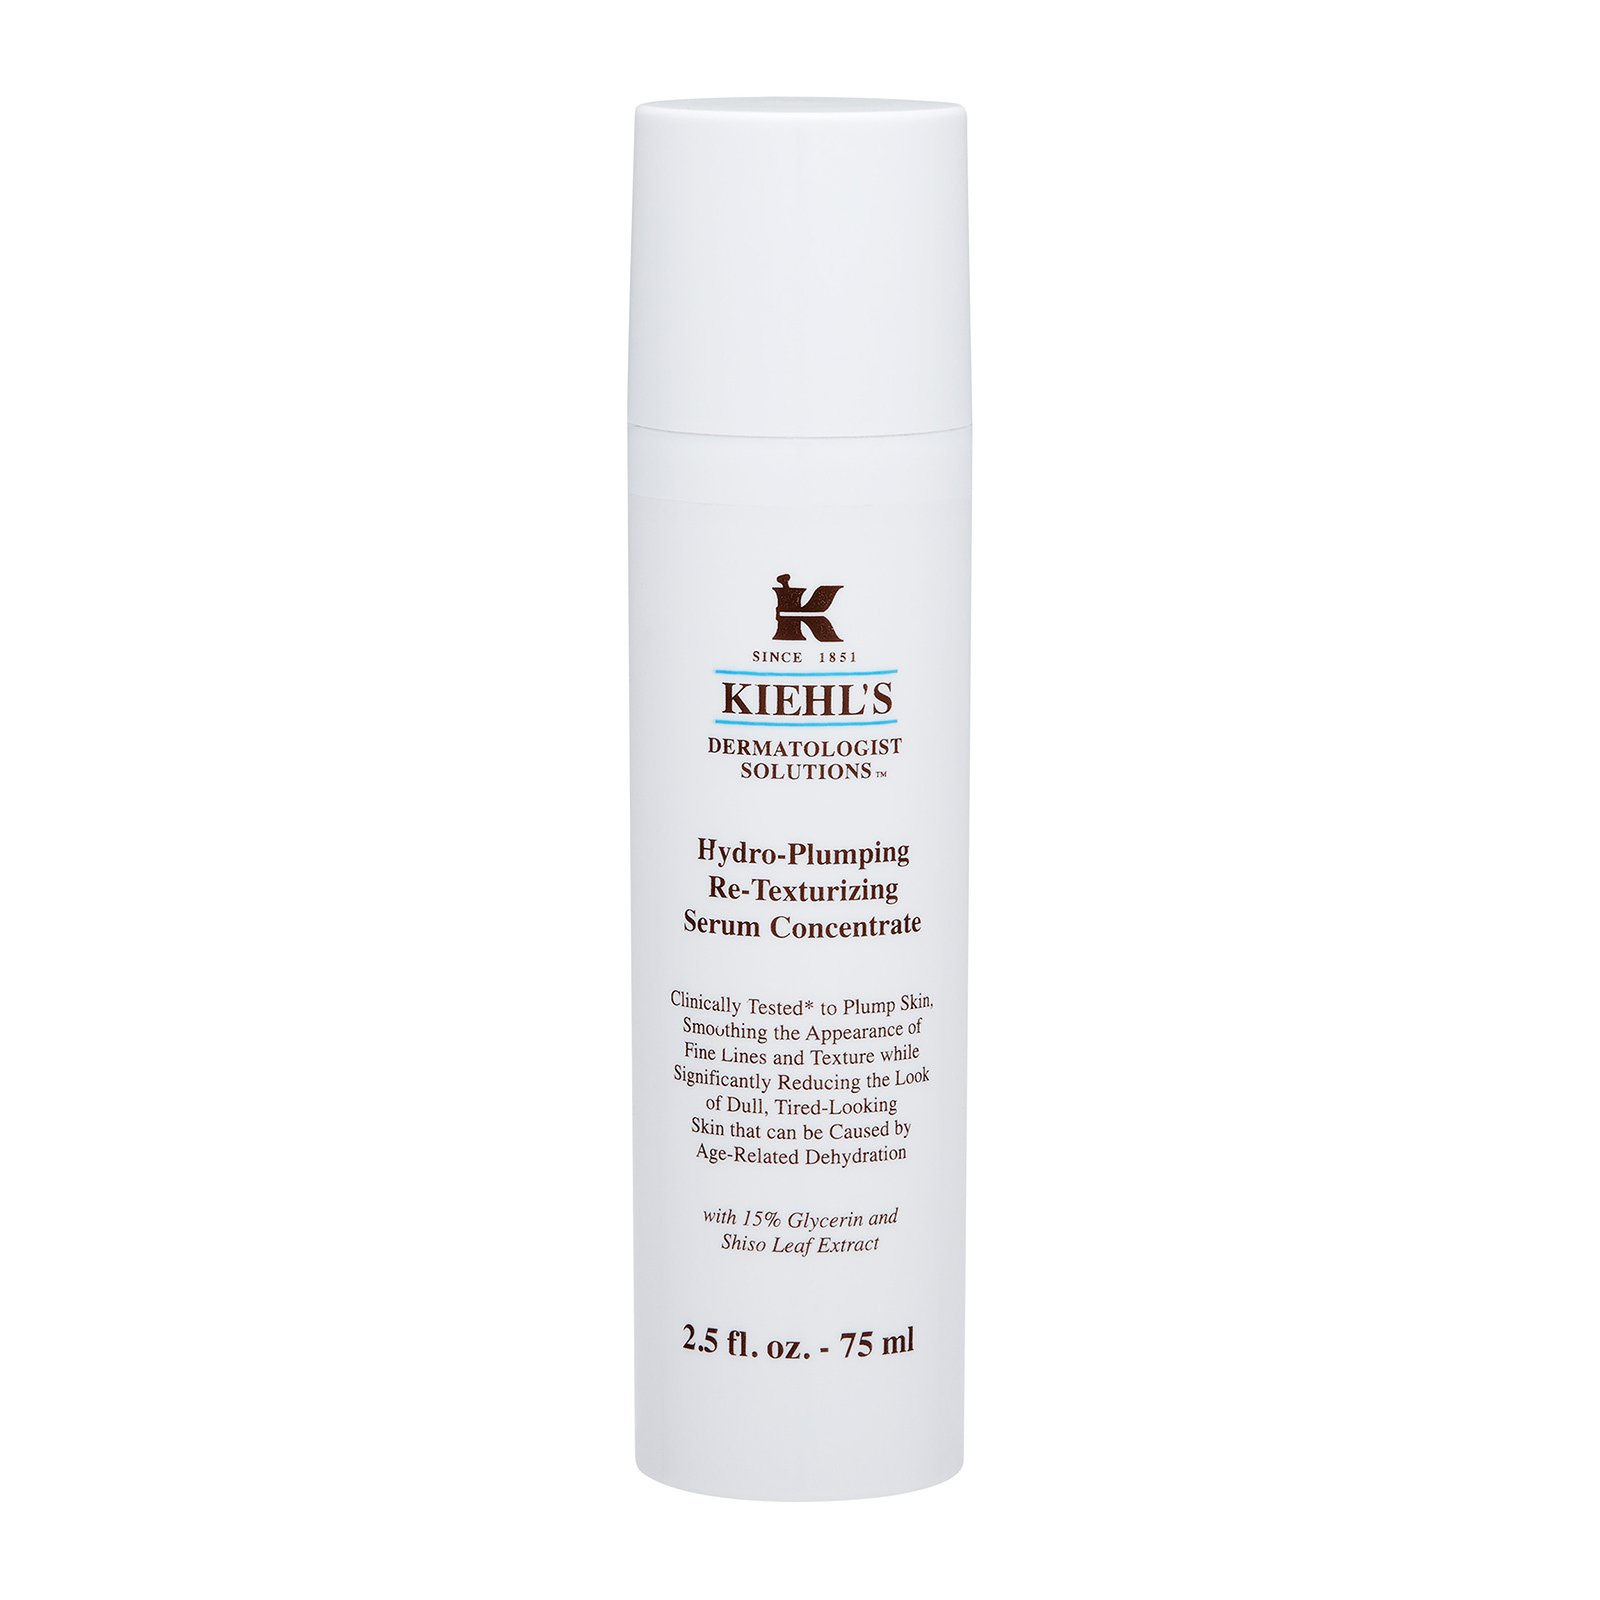 K
SINCE 1851
KIEHL'S
DERMATOLOGIST
SOLUTIONS™
Hydro-Plumping
Re-Texturizing
Serum Concentrate
Clinically Tested* to Plump Skin,
Smoothing the Appearance of
Fine Lines and Texture while
Significantly Reducing the Look
of Dull, Tired-Looking
Skin that can be Caused by
Age-Related Dehydration
with 15% Glycerin and
Shiso Leaf Extract
2.5 fl. oz. - 75 ml